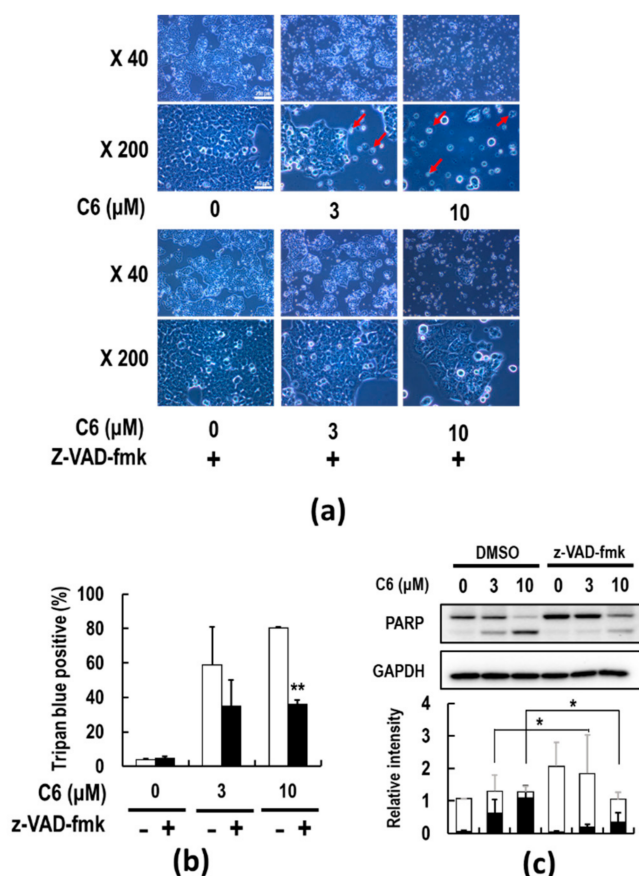 X 40
X 200
C6 (μM) 0 3 10
X 40
X 200
C6 (μM) 0 3 10
Z-VAD-fmk + + +
(a)
Tripan blue positive (%)
100
80
60
40
20
0
**
C6 (μM) 0 3 10
z-VAD-fmk - + - + - +
(b)
DMSO z-VAD-fmk
C6 (μM) 0 3 10 0 3 10
PARP
GAPDH
Relative intensity
4
3
2
1
0
*
*
(c)